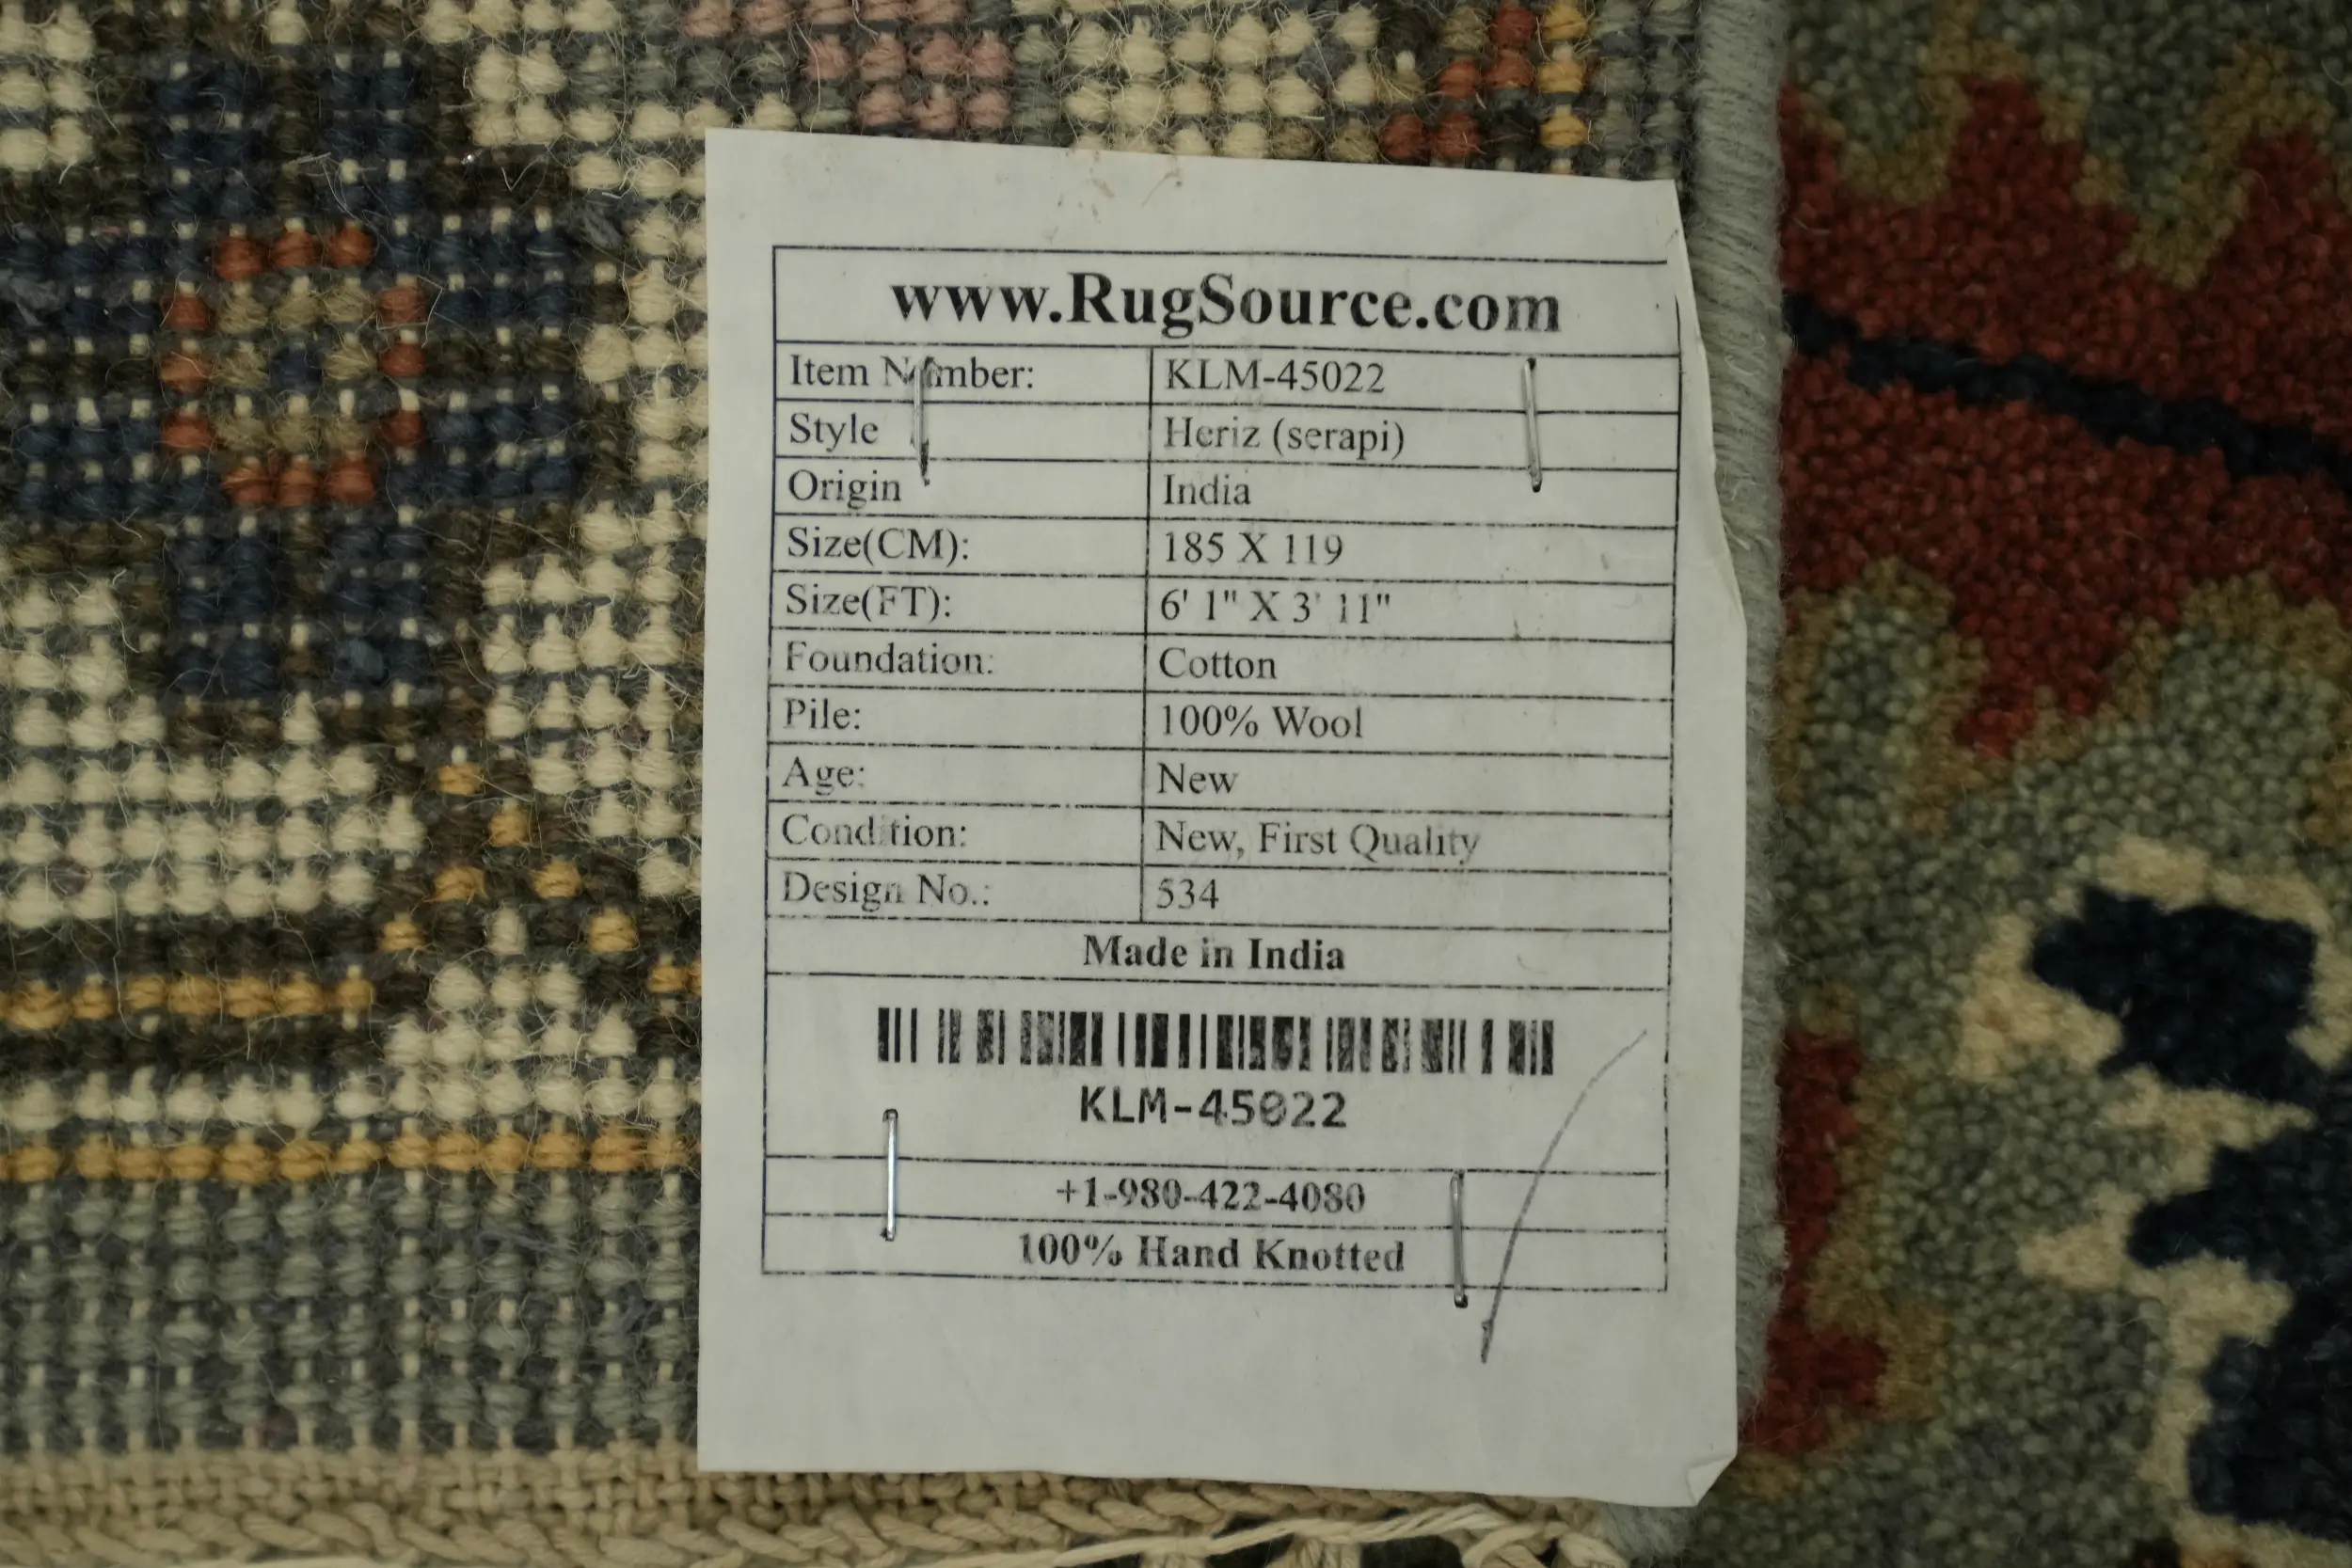 www.RugSource.com
Item Number: KLM-45022
Style Heriz (serapi)
Origin India
Size(CM): 185 X 119
Size(FT): 6' 1" X 3' 11"
Foundation: Cotton
Pile: 100% Wool
Age: New
Condition: New, First Quality
Design No.: 534
Made in India
KLM-45022
+1-980-422-4080
100% Hand Knotted